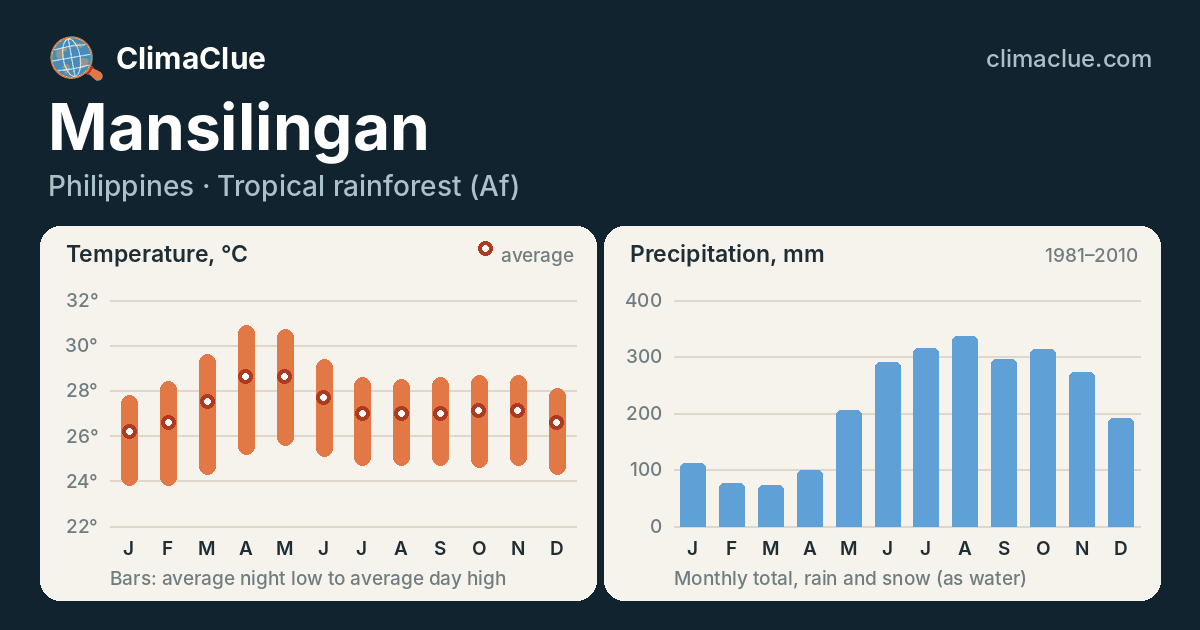 ClimaClue
climaclue.com
Mansilingan
Philippines · Tropical rainforest (Af)
Temperature, °C
average
32°
30°
28°
26°
24°
22°
J F M A M J J A S O N D
Bars: average night low to average day high
Precipitation, mm
1981–2010
400
300
200
100
0
J F M A M J J A S O N D
Monthly total, rain and snow (as water)